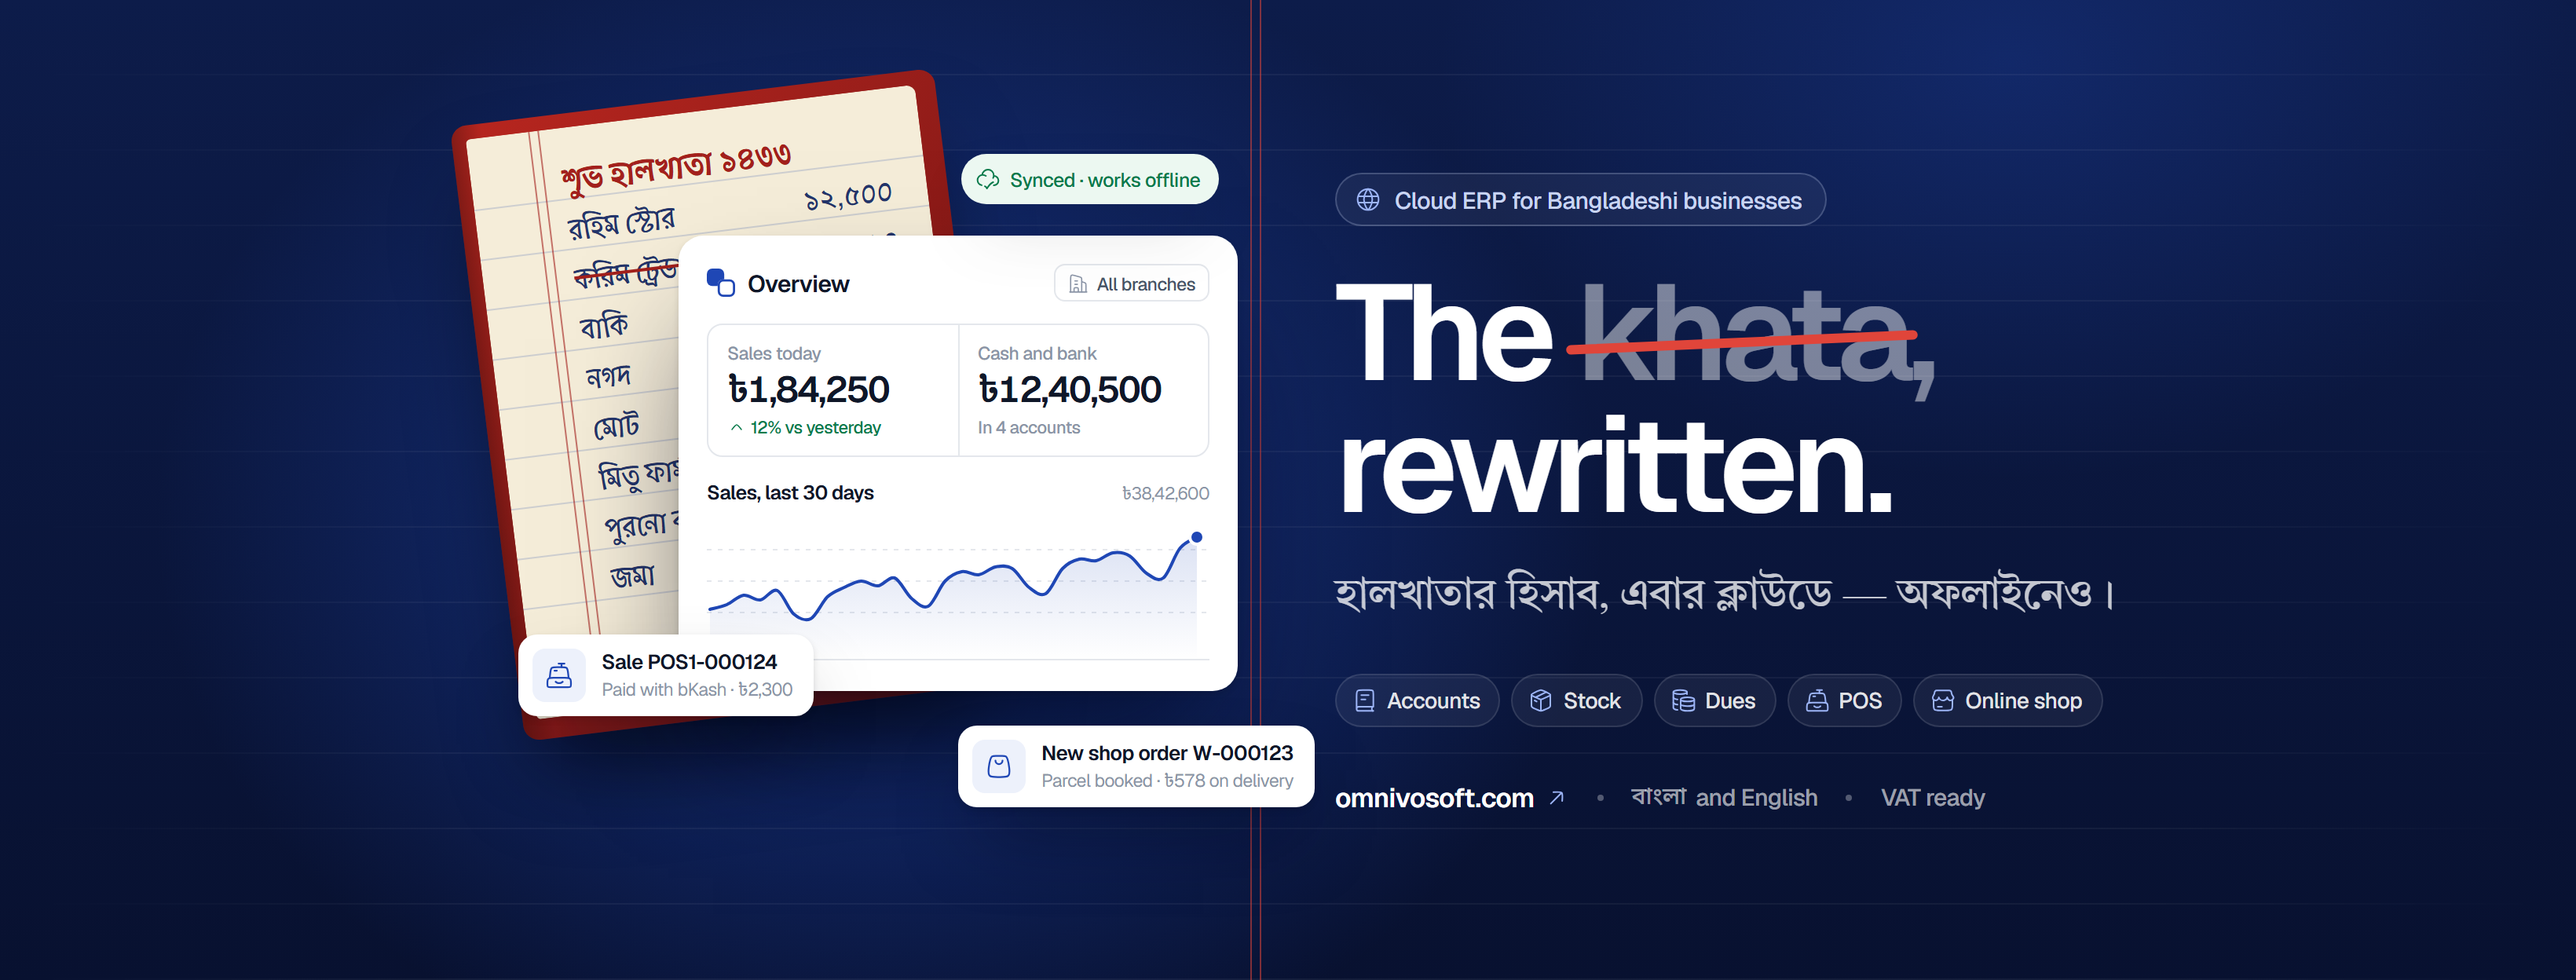 শুভ হালখাতা ১৪৩৩
রহিম স্টোর ১২,৫০০
করিম ট্রেড
বাকি
নগদ
মোট
মিতু
পুরনো
জমা
Synced · works offline
Overview
All branches
Sales today
৳1,84,250
12% vs yesterday
Cash and bank
৳12,40,500
In 4 accounts
Sales, last 30 days
৳38,42,600
Sale POS1-000124
Paid with bKash · ৳2,300
New shop order W-000123
Parcel booked · ৳578 on delivery
Cloud ERP for Bangladeshi businesses
The khata,
rewritten.
হালখাতার হিসাব, এবার ক্লাউডে — অফলাইনেও।
Accounts
Stock
Dues
POS
Online shop
omnivosoft.com
বাংলা and English
VAT ready